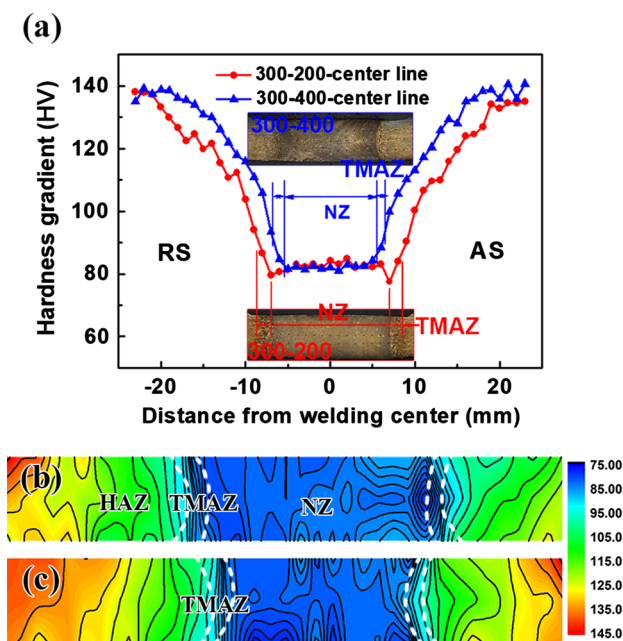 (a)
Hardness gradient (HV)
140
120
100
80
60
300-200-center line
300-400-center line
300-400
TMAZ
NZ
RS
AS
NZ
TMAZ
300-200
-20 -10 0 10 20
Distance from welding center (mm)
(b)
HAZ TMAZ NZ
(c)
TMAZ
75.00
85.00
95.00
105.0
115.0
125.0
135.0
145.0